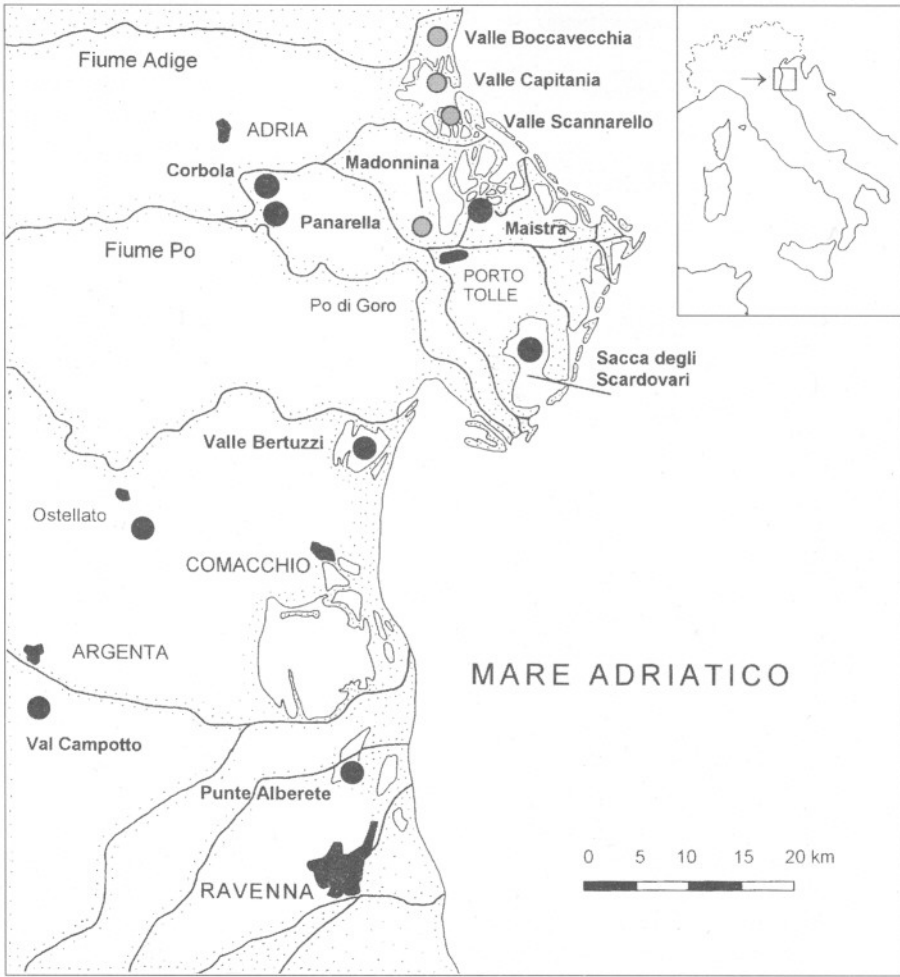 Valle Boccavecchia
Fiume Adige
Valle Capitania
ADRIA
Valle Scannarello
Madonnina
Corbola
Panarella
Maistra
Fiume Po
PORTO
TOLLE
Po di Goro
Sacca degli
Scardovari
Valle Bertuzzi
Ostellato
COMACCHIO
ARGENTA
MARE ADRIATICO
Val Campotto
Punte Alberete
RAVENNA
0 5 10 15 20 km